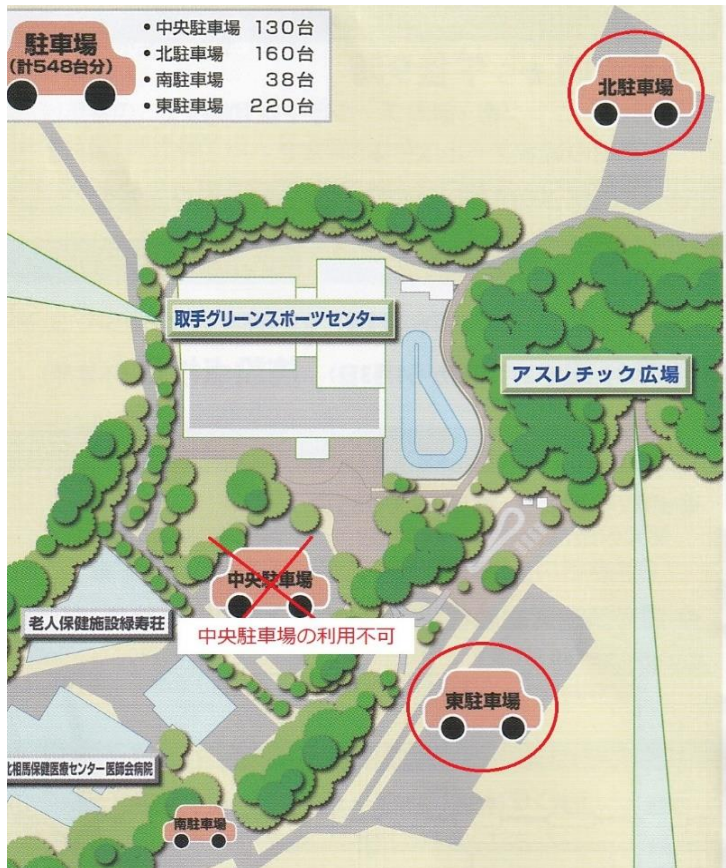 駐車場
(計548台分)
•中央駐車場 130台
•北駐車場 160台
•南駐車場 38台
•東駐車場 220台
北駐車場
取手グリーンスポーツセンター
アスレチック広場
中央駐車場
中央駐車場の利用不可
老人保健施設緑寿荘
東駐車場
北相馬保健医療センター医師会病院
南駐車場